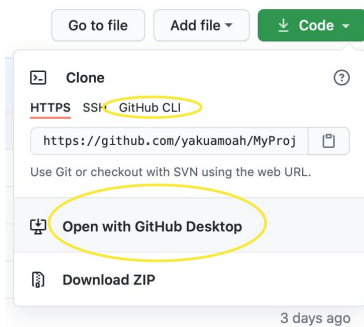 Go to file Add file Code
Clone
HTTPS SSH GitHub CLI
https://github.com/yakuamoah/MyProj
Use Git or checkout with SVN using the web URL.
Open with GitHub Desktop
Download ZIP
3 days ago